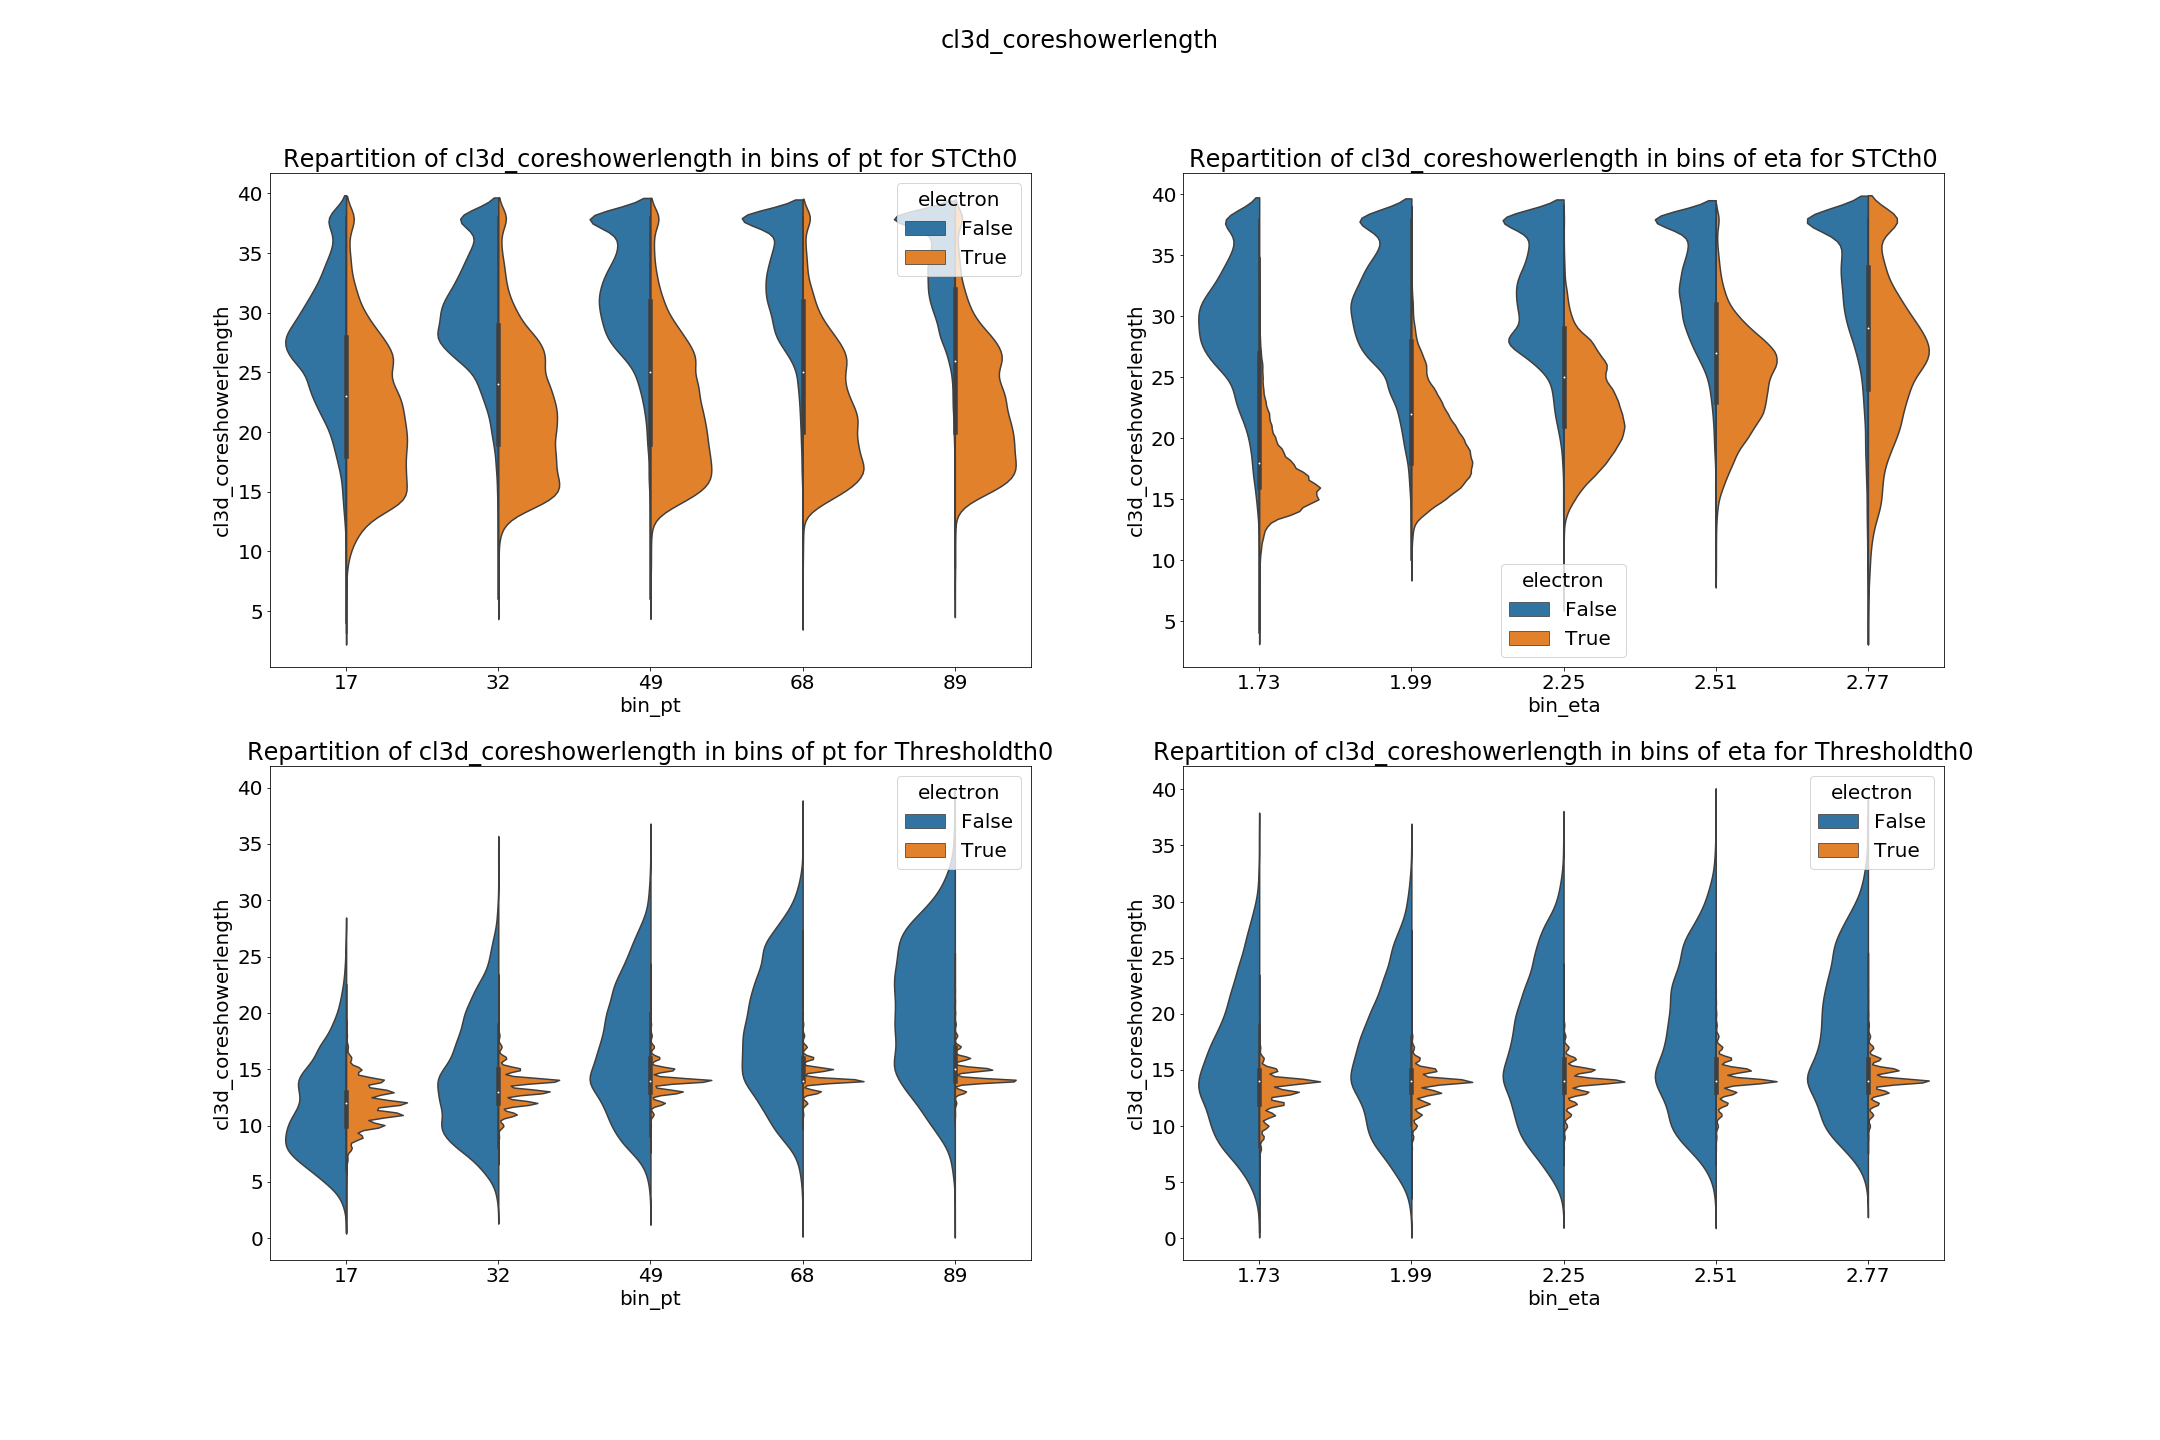 cl3d_coreshowerlength
Repartition of cl3d_coreshowerlength in bins of pt for STCth0
cl3d_coreshowerlength
40
35
30
25
20
15
10
5
electron
False
True
17 32 49 68 89
bin_pt
Repartition of cl3d_coreshowerlength in bins of eta for STCth0
cl3d_coreshowerlength
40
35
30
25
20
15
10
5
electron
False
True
1.73 1.99 2.25 2.51 2.77
bin_eta
Repartition of cl3d_coreshowerlength in bins of pt for Thresholdth0
cl3d_coreshowerlength
40
35
30
25
20
15
10
5
0
electron
False
True
17 32 49 68 89
bin_pt
Repartition of cl3d_coreshowerlength in bins of eta for Thresholdth0
cl3d_coreshowerlength
40
35
30
25
20
15
10
5
0
electron
False
True
1.73 1.99 2.25 2.51 2.77
bin_eta